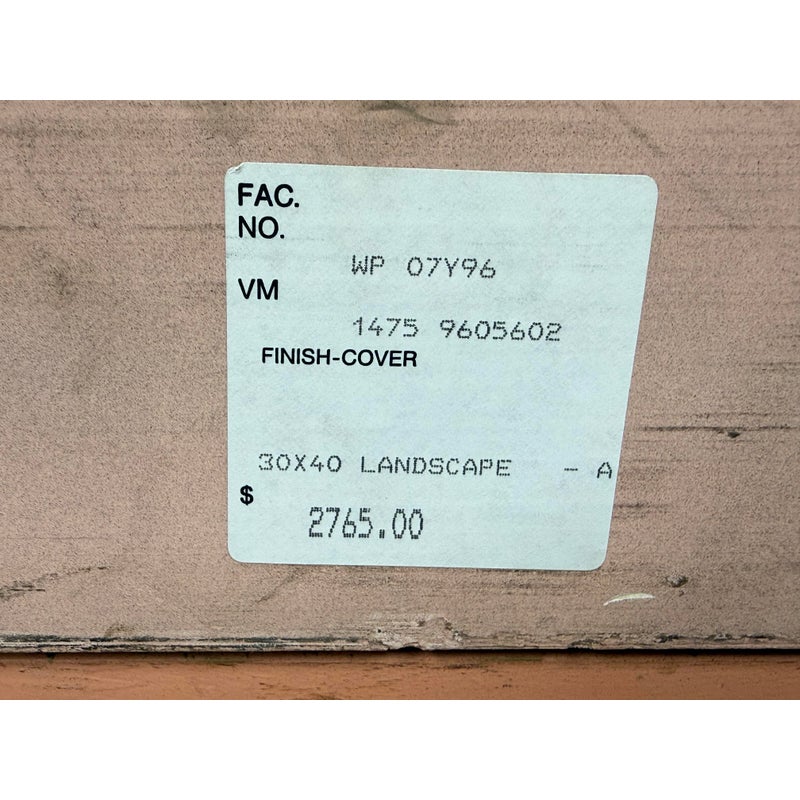 FAC.
NO.
WP 07Y96
VM
1475 9605602
FINISH-COVER
30X40 LANDSCAPE - A
$
2765.00